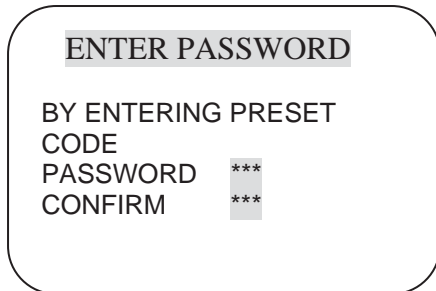 ENTER PASSWORD
BY ENTERING PRESET
CODE
PASSWORD ***
CONFIRM ***